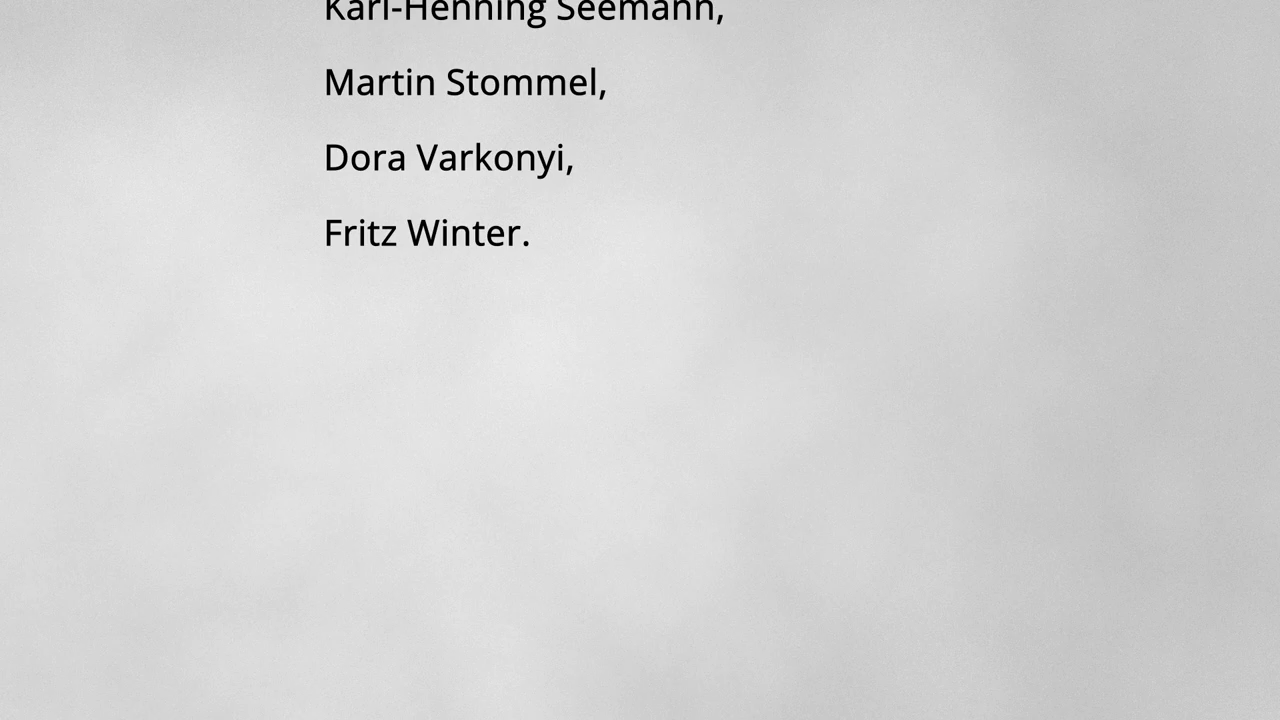 Karl-Henning Seemann,
Martin Stommel,
Dora Varkonyi,
Fritz Winter.